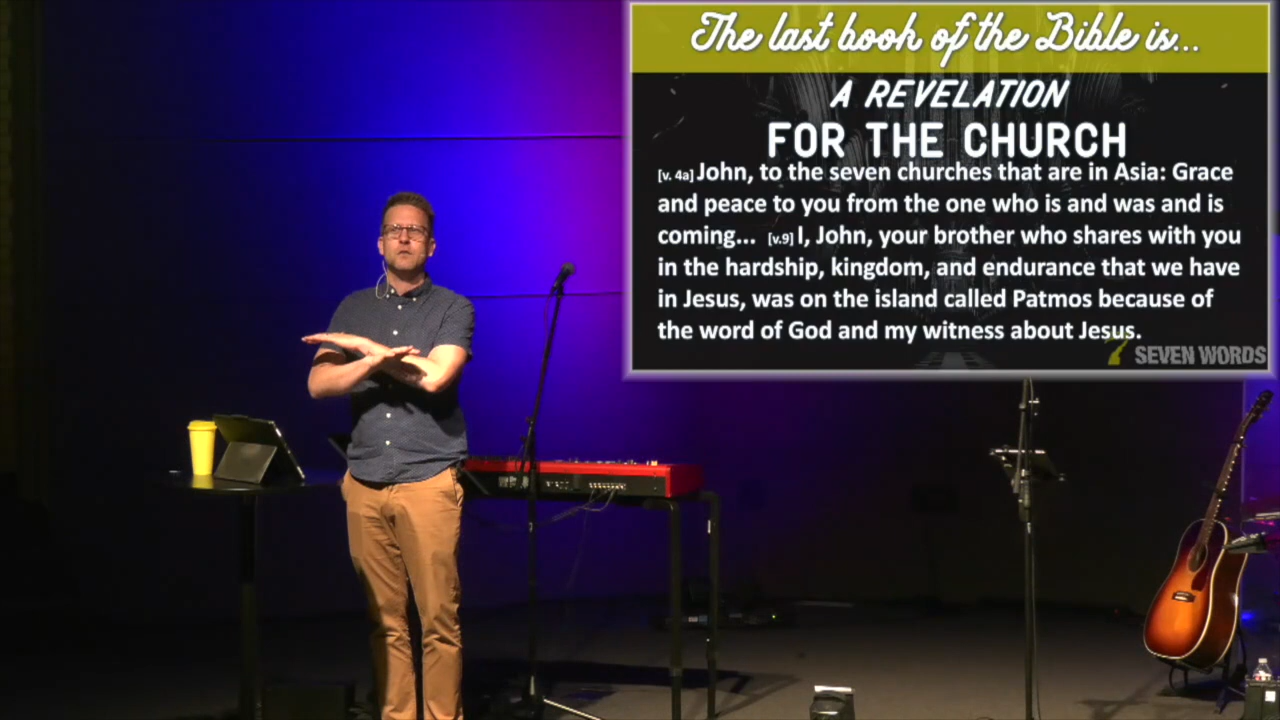 The last book of the Bible is...
A REVELATION
FOR THE CHURCH
[v. 4a] John, to the seven churches that are in Asia: Grace
and peace to you from the one who is and was and is
coming... [v.9] I, John, your brother who shares with you
in the hardship, kingdom, and endurance that we have
in Jesus, was on the island called Patmos because of
the word of God and my witness about Jesus.
7 SEVEN WORDS